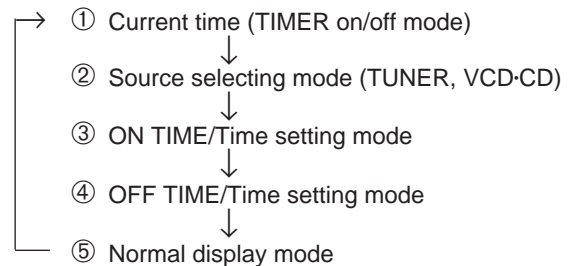 ① Current time (TIMER on/off mode)
② Source selecting mode (TUNER, VCD·CD)
③ ON TIME/Time setting mode
④ OFF TIME/Time setting mode
⑤ Normal display mode